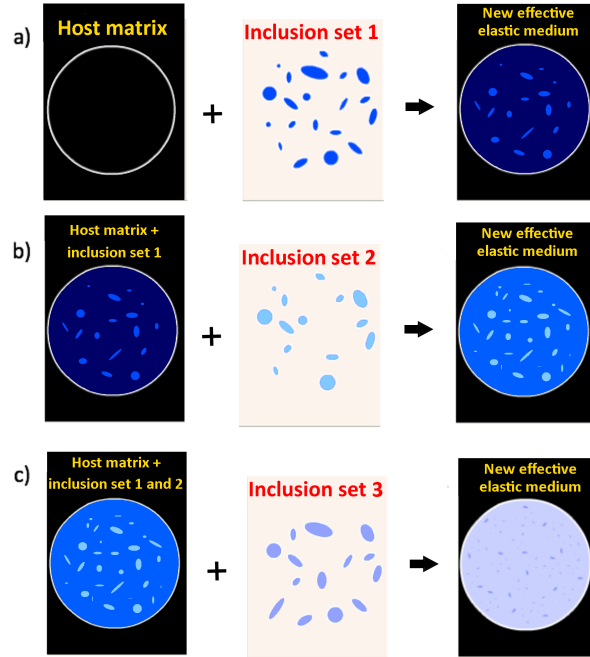 a)
Host matrix
+
Inclusion set 1
New effective
elastic medium
b)
Host matrix +
inclusion set 1
+
Inclusion set 2
New effective
elastic medium
c)
Host matrix +
inclusion set 1 and 2
+
Inclusion set 3
New effective
elastic medium